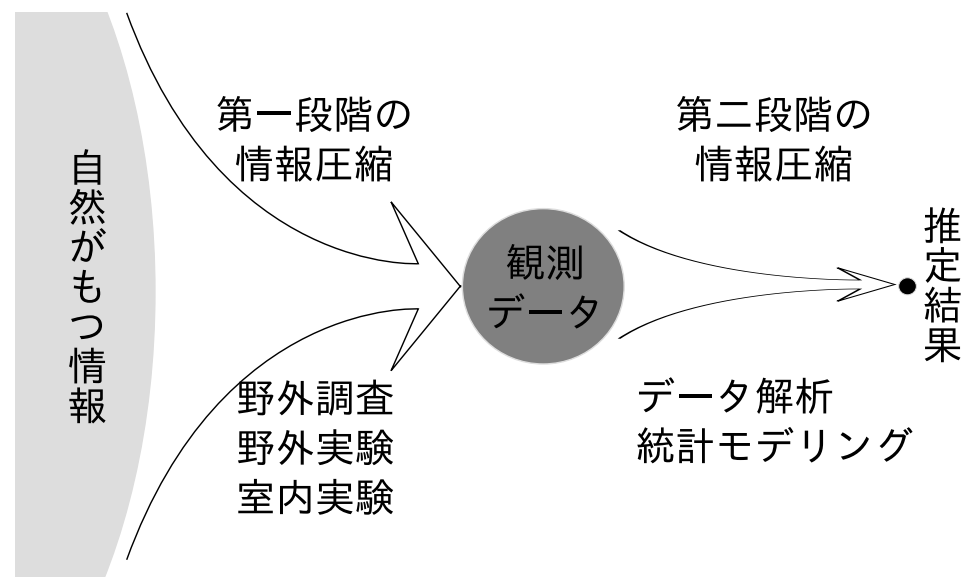 自然がもつ情報
第一段階の
情報圧縮
野外調査
野外実験
室内実験
観測
データ
第二段階の
情報圧縮
データ解析
統計モデリング
推定結果